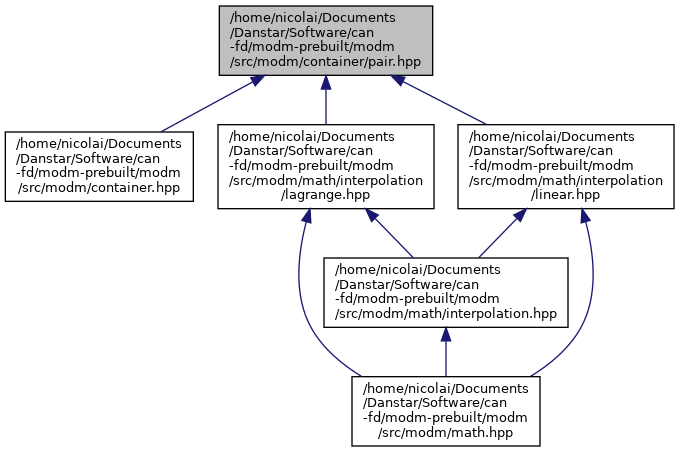 /home/nicolai/Documents
/Danstar/Software/can
-fd/modm-prebuilt/modm
/src/modm/container/pair.hpp
/home/nicolai/Documents
/Danstar/Software/can
-fd/modm-prebuilt/modm
/src/modm/container.hpp
/home/nicolai/Documents
/Danstar/Software/can
-fd/modm-prebuilt/modm
/src/modm/math/interpolation
/lagrange.hpp
/home/nicolai/Documents
/Danstar/Software/can
-fd/modm-prebuilt/modm
/src/modm/math/interpolation
/linear.hpp
/home/nicolai/Documents
/Danstar/Software/can
-fd/modm-prebuilt/modm
/src/modm/math/interpolation.hpp
/home/nicolai/Documents
/Danstar/Software/can
-fd/modm-prebuilt/modm
/src/modm/math.hpp